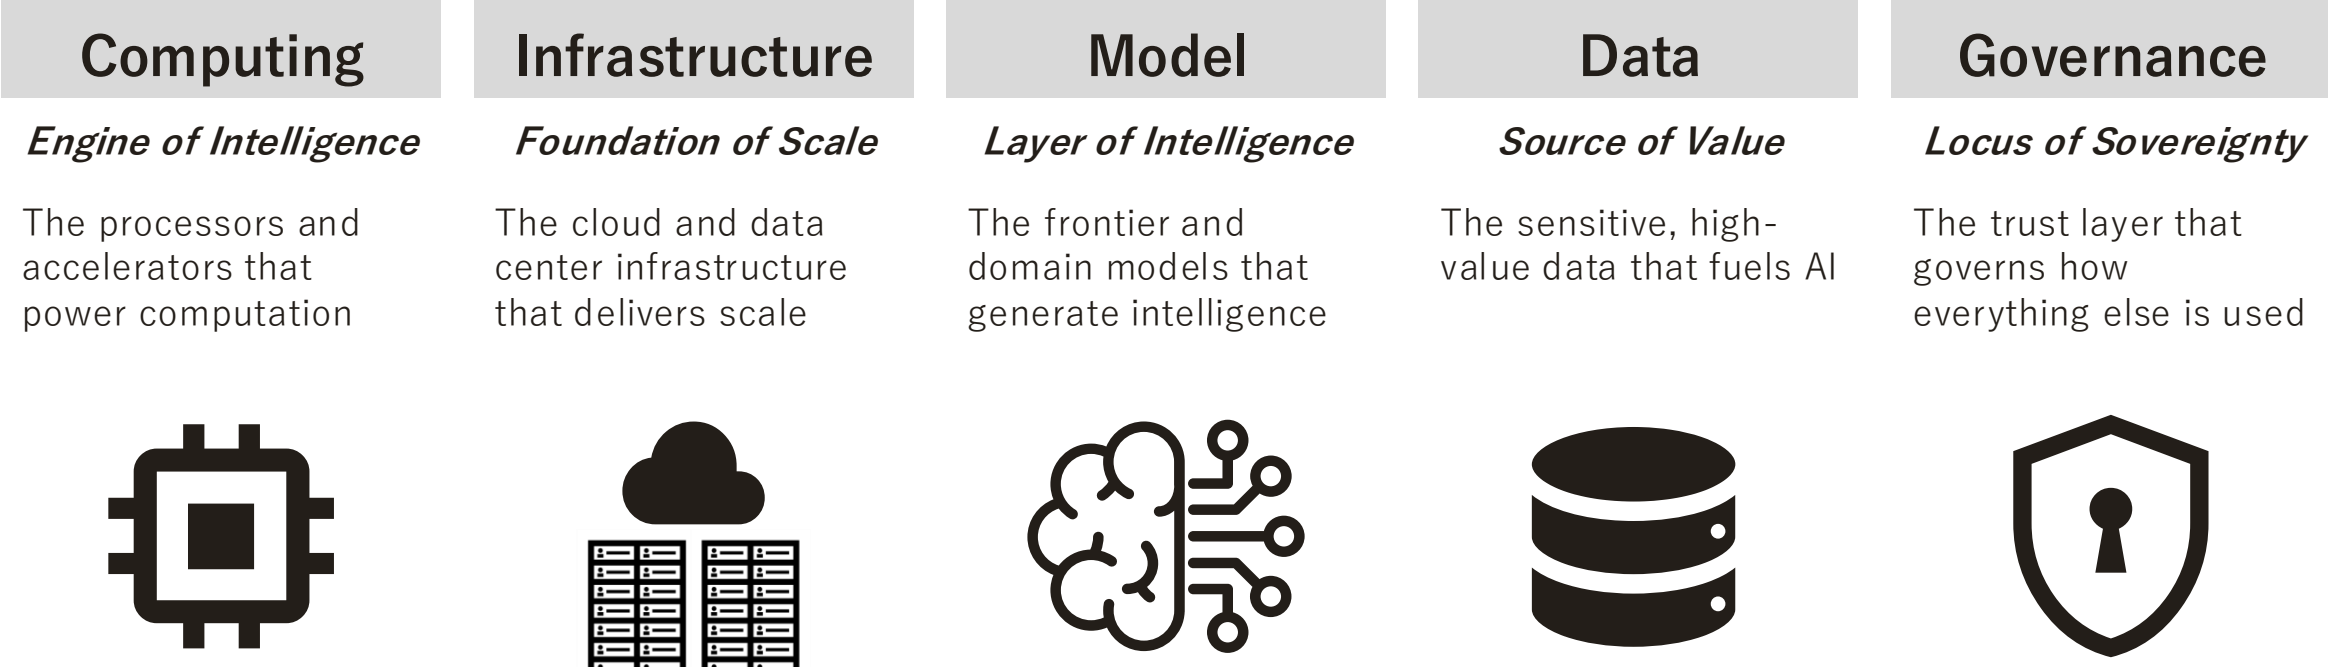 Computing
Engine of Intelligence
The processors and
accelerators that
power computation
Infrastructure
Foundation of Scale
The cloud and data
center infrastructure
that delivers scale
Model
Layer of Intelligence
The frontier and
domain models that
generate intelligence
Data
Source of Value
The sensitive, high-
value data that fuels AI
Governance
Locus of Sovereignty
The trust layer that
governs how
everything else is used